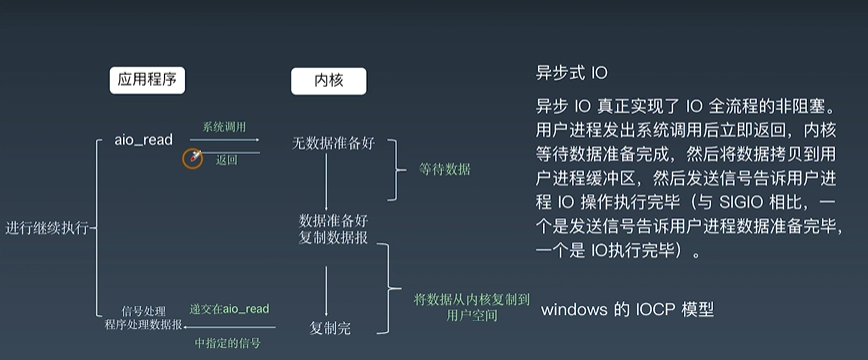 应用程序
内核
aio_read
系统调用
返回
无数据准备好
等待数据
进行继续执行
数据准备好
复制数据报
将数据从内核复制到
用户空间
信号处理
程序处理数据报
递交在aio_read
中指定的信号
复制完
异步式 IO
异步 IO 真正实现了 IO 全流程的非阻塞。
用户进程发出系统调用后立即返回，内核
等待数据准备完成，然后将数据拷贝到用
户进程缓冲区，然后发送信号告诉用户进
程 IO 操作执行完毕（与 SIGIO 相比，一
个是发送信号告诉用户进程数据准备完毕，
一个是 IO执行完毕）。
windows 的 IOCP 模型